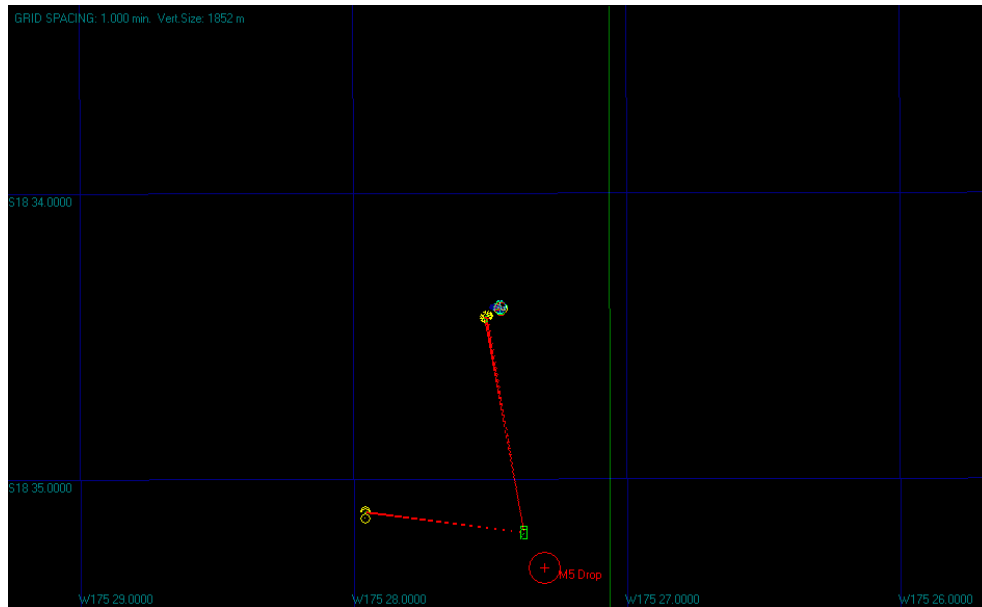 GRID SPACING: 1.000 min. Vert.Size: 1852 m
S18 34.0000
S18 35.0000
M5 Drop
W175 29.0000 W175 28.0000 W175 27.0000 W175 26.0000